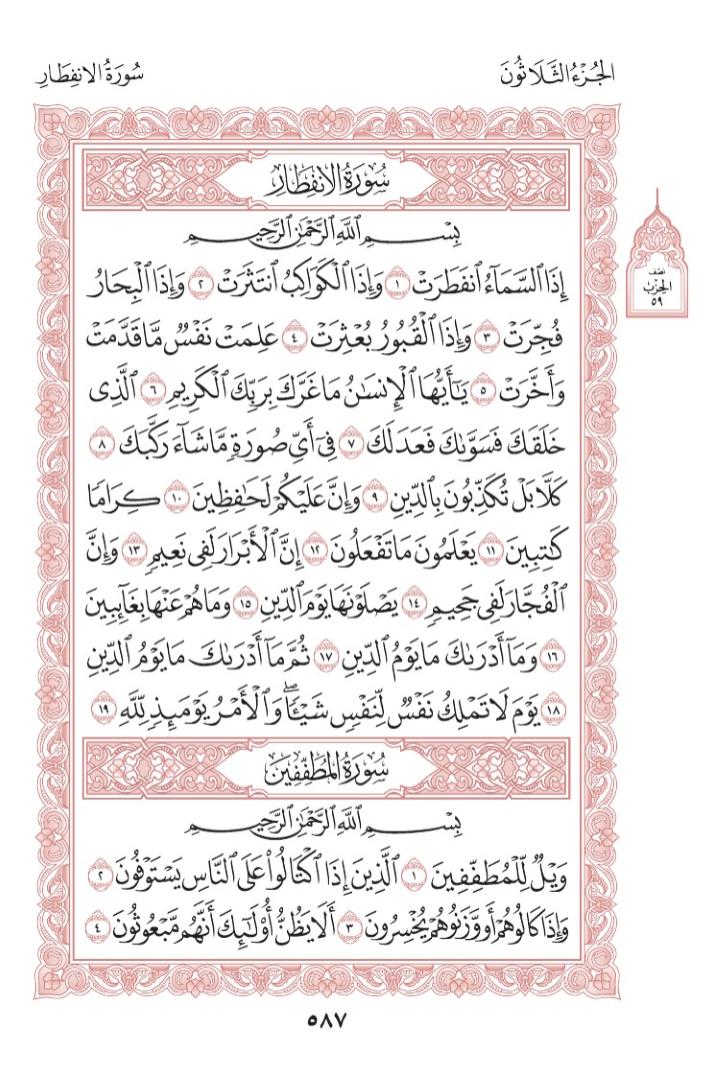 الجُزْءُ الثَّلَاثُونَ
سُورَةُ الانفِطَارِ
سُورَةُ الانفِطَارِ
بِسْمِ ٱللَّهِ ٱلرَّحْمَٰنِ ٱلرَّحِيمِ
إِذَا ٱلسَّمَآءُ ٱنفَطَرَتْ ١ وَإِذَا ٱلْكَوَاكِبُ ٱنتَثَرَتْ ٢ وَإِذَا ٱلْبِحَارُ
فُجِّرَتْ ٣ وَإِذَا ٱلْقُبُورُ بُعْثِرَتْ ٤ عَلِمَتْ نَفْسٌ مَّا قَدَّمَتْ
وَأَخَّرَتْ ٥ يَٰٓأَيُّهَا ٱلْإِنسَٰنُ مَا غَرَّكَ بِرَبِّكَ ٱلْكَرِيمِ ٦ ٱلَّذِى
خَلَقَكَ فَسَوَّىٰكَ فَعَدَلَكَ ٧ فِىٓ أَىِّ صُورَةٍ مَّا شَآءَ رَكَّبَكَ ٨
كَلَّا بَلْ تُكَذِّبُونَ بِٱلدِّينِ ٩ وَإِنَّ عَلَيْكُمْ لَحَٰفِظِينَ ١٠ كِرَامًا
كَٰتِبِينَ ١١ يَعْلَمُونَ مَا تَفْعَلُونَ ١٢ إِنَّ ٱلْأَبْرَارَ لَفِى نَعِيمٍ ١٣ وَإِنَّ
ٱلْفُجَّارَ لَفِى جَحِيمٍ ١٤ يَصْلَوْنَهَا يَوْمَ ٱلدِّينِ ١٥ وَمَا هُمْ عَنْهَا بِغَآئِبِينَ
١٦ وَمَآ أَدْرَىٰكَ مَا يَوْمُ ٱلدِّينِ ١٧ ثُمَّ مَآ أَدْرَىٰكَ مَا يَوْمُ ٱلدِّينِ
١٨ يَوْمَ لَا تَمْلِكُ نَفْسٌ لِّنَفْسٍ شَيْـًٔا ۖ وَٱلْأَمْرُ يَوْمَئِذٍ لِّلَّهِ ١٩
سُورَةُ المُطَفِّفِينَ
بِسْمِ ٱللَّهِ ٱلرَّحْمَٰنِ ٱلرَّحِيمِ
وَيْلٌ لِّلْمُطَفِّفِينَ ١ ٱلَّذِينَ إِذَا ٱكْتَالُوا۟ عَلَى ٱلنَّاسِ يَسْتَوْفُونَ ٢
وَإِذَا كَالُوهُمْ أَو وَّزَنُوهُمْ يُخْسِرُونَ ٣ أَلَا يَظُنُّ أُو۟لَٰٓئِكَ أَنَّهُم مَّبْعُوثُونَ ٤
نصف
الحزب
٥٩
٥٨٧